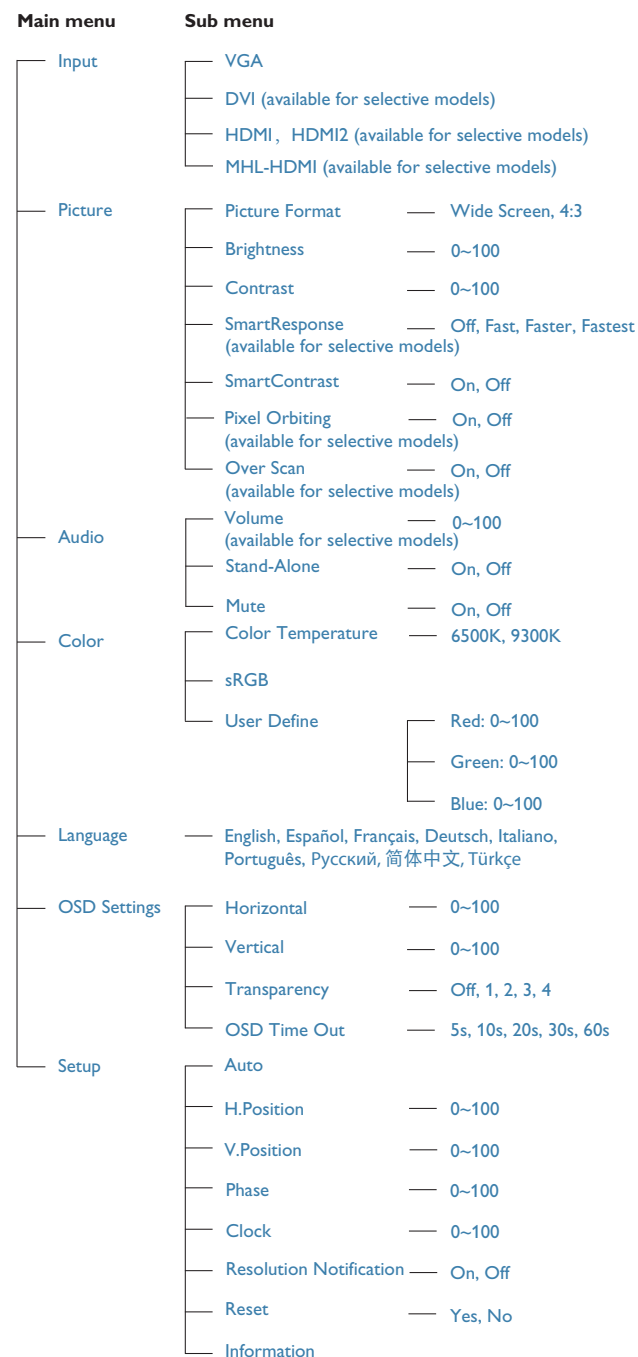 Main menu Sub menu
Input VGA
DVI (available for selective models)
HDMI，HDMI2 (available for selective models)
MHL-HDMI (available for selective models)
Picture Picture Format Wide Screen, 4:3
Brightness 0~100
Contrast 0~100
SmartResponse Off, Fast, Faster, Fastest
(available for selective models)
SmartContrast On, Off
Pixel Orbiting On, Off
(available for selective models)
Over Scan On, Off
(available for selective models)
Audio Volume 0~100
(available for selective models)
Stand-Alone On, Off
Mute On, Off
Color Color Temperature 6500K, 9300K
sRGB
User Define Red: 0~100
Green: 0~100
Blue: 0~100
Language English, Español, Français, Deutsch, Italiano,
Português, Русский, 简体中文, Türkçe
OSD Settings Horizontal 0~100
Vertical 0~100
Transparency Off, 1, 2, 3, 4
OSD Time Out 5s, 10s, 20s, 30s, 60s
Setup Auto
H.Position 0~100
V.Position 0~100
Phase 0~100
Clock 0~100
Resolution Notification On, Off
Reset Yes, No
Information